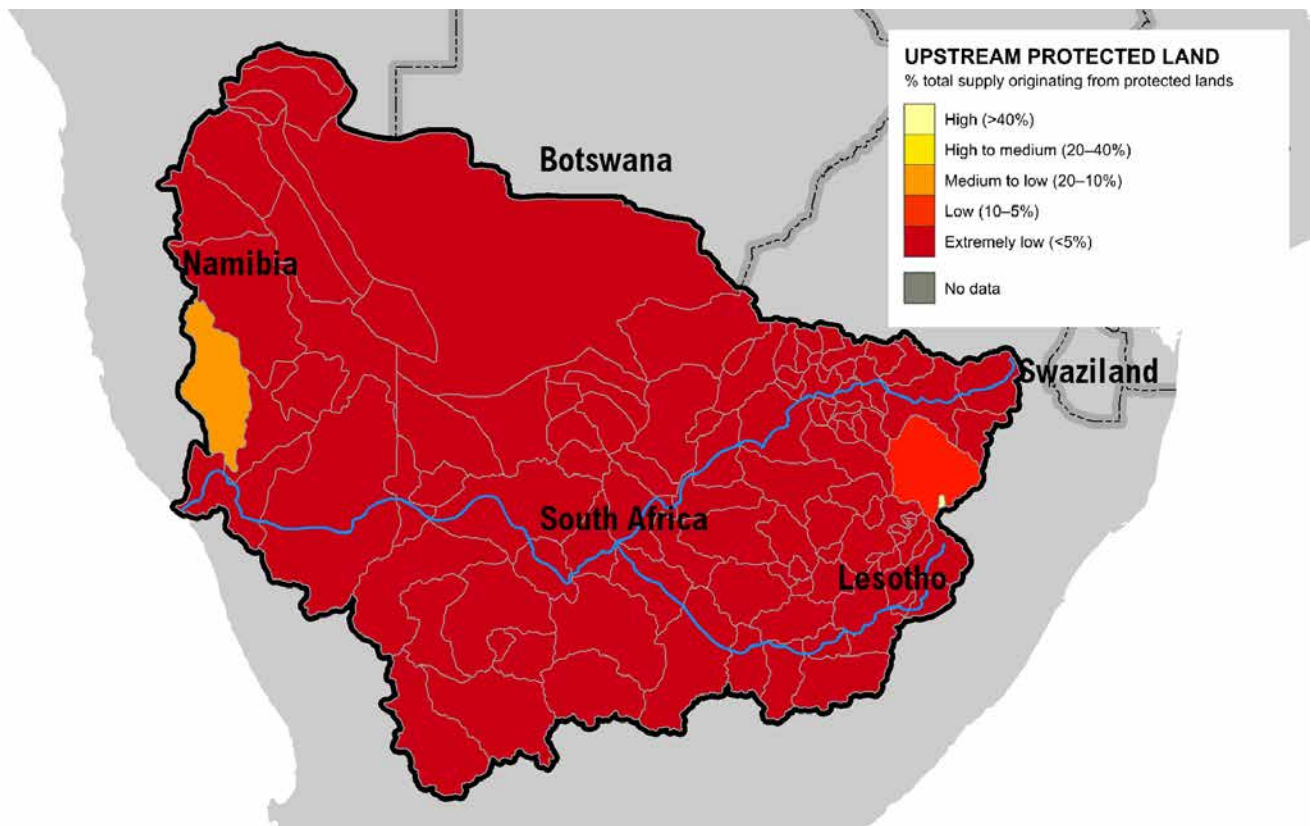 UPSTREAM PROTECTED LAND
% total supply originating from protected lands
High (>40%)
High to medium (20–40%)
Medium to low (20–10%)
Low (10–5%)
Extremely low (<5%)
No data
Botswana
Namibia
Swaziland
South Africa
Lesotho